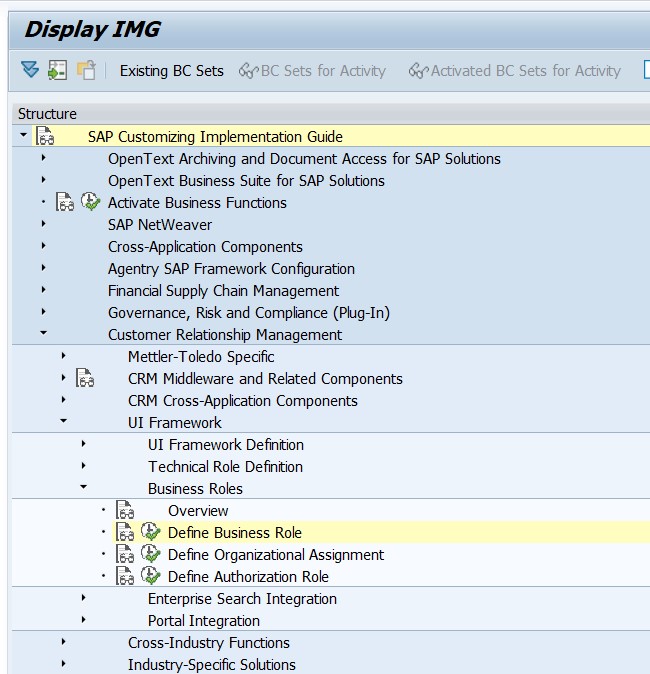 Display IMG
Existing BC Sets BC Sets for Activity Activated BC Sets for Activity
Structure
SAP Customizing Implementation Guide
OpenText Archiving and Document Access for SAP Solutions
OpenText Business Suite for SAP Solutions
Activate Business Functions
SAP NetWeaver
Cross-Application Components
Agentry SAP Framework Configuration
Financial Supply Chain Management
Governance, Risk and Compliance (Plug-In)
Customer Relationship Management
Mettler-Toledo Specific
CRM Middleware and Related Components
CRM Cross-Application Components
UI Framework
UI Framework Definition
Technical Role Definition
Business Roles
Overview
Define Business Role
Define Organizational Assignment
Define Authorization Role
Enterprise Search Integration
Portal Integration
Cross-Industry Functions
Industry-Specific Solutions